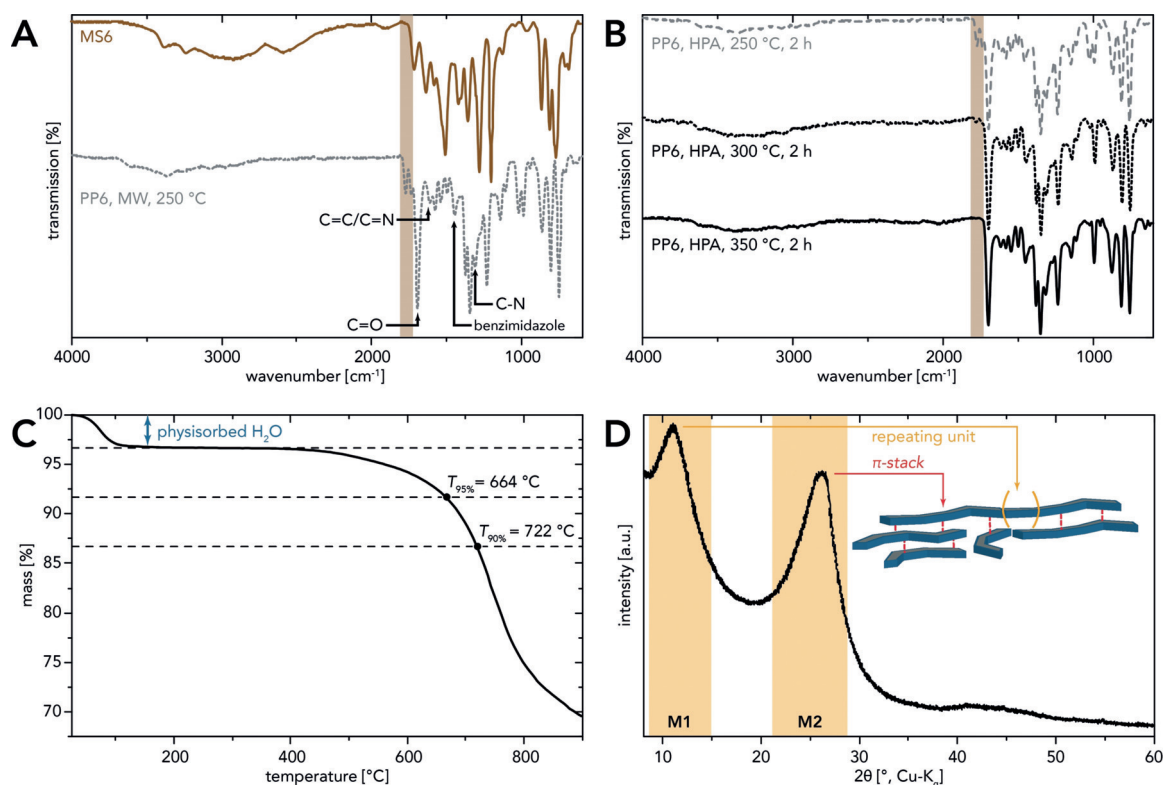 A
MS6
PP6, MW, 250 °C
C=C/C=N
C-N
C=O
benzimidazole
transmission [%]
4000
3000
2000
1000
wavenumber [cm⁻¹]
B
PP6, HPA, 250 °C, 2 h
PP6, HPA, 300 °C, 2 h
PP6, HPA, 350 °C, 2 h
transmission [%]
4000
3000
2000
1000
wavenumber [cm⁻¹]
C
physisorbed H₂O
T₉₅% = 664 °C
T₉₀% = 722 °C
100
95
90
85
80
75
70
mass [%]
200
400
600
800
temperature [°C]
D
repeating unit
π-stack
M1
M2
intensity [a.u.]
10
20
30
40
50
60
2θ [°, Cu-Kα]